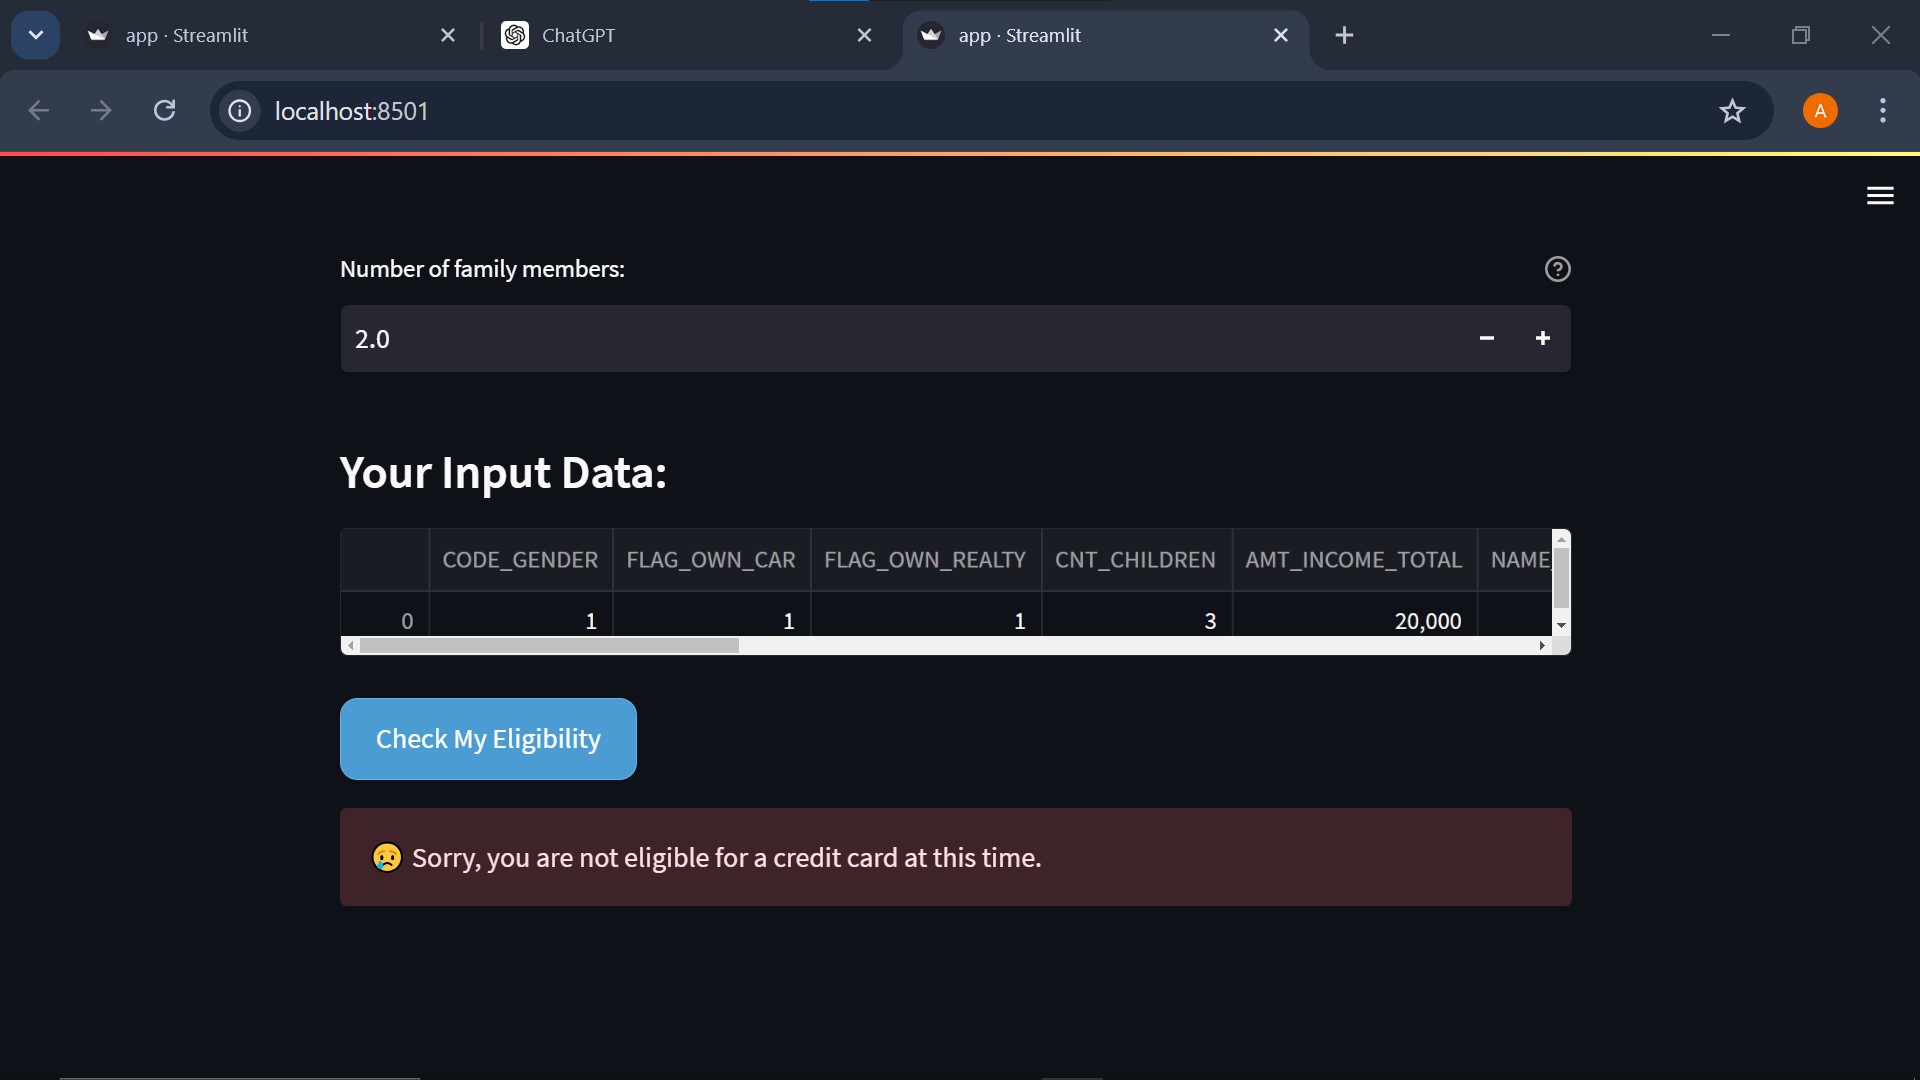 app · Streamlit
ChatGPT
app · Streamlit
localhost:8501
A
Number of family members:
2.0
Your Input Data:
CODE_GENDER FLAG_OWN_CAR FLAG_OWN_REALTY CNT_CHILDREN AMT_INCOME_TOTAL NAME_
0 1 1 1 3 20,000
Check My Eligibility
😢 Sorry, you are not eligible for a credit card at this time.